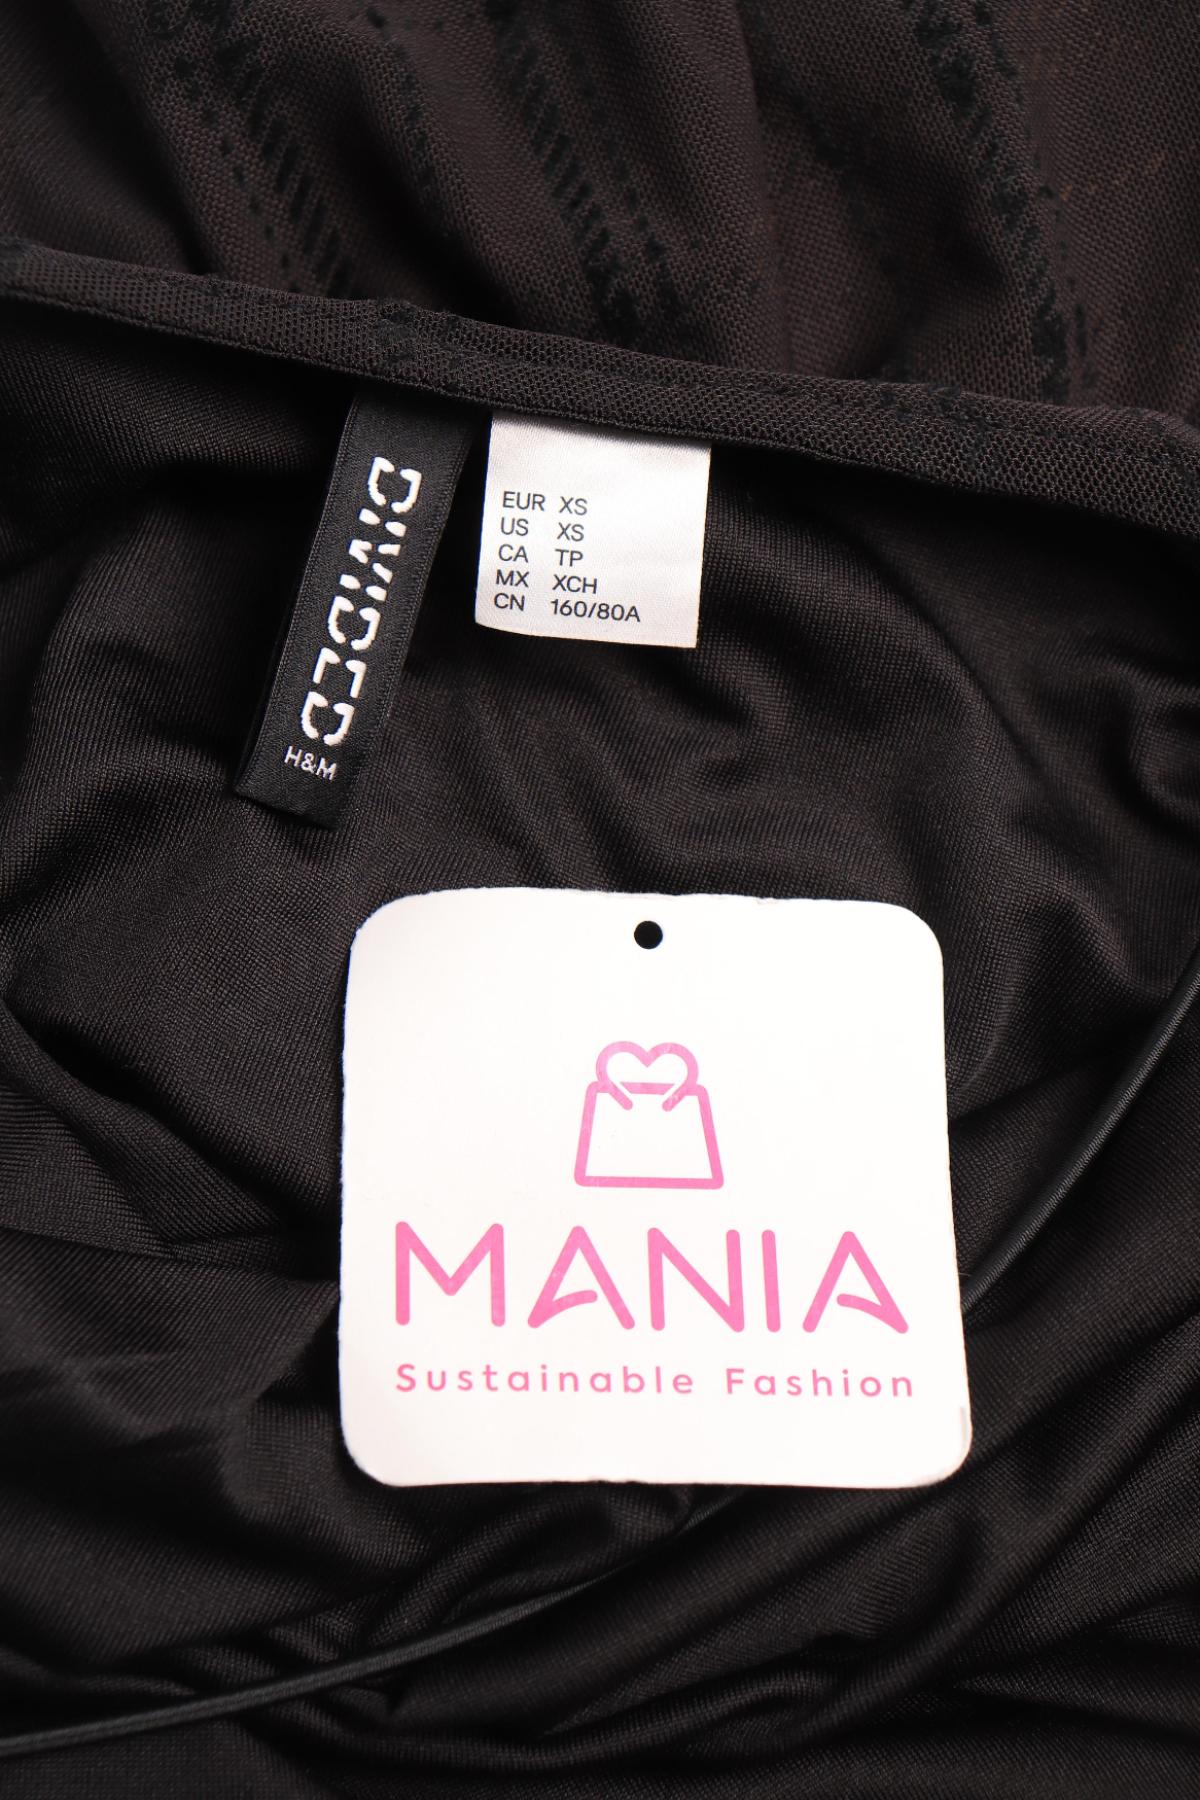 DIVIDED
H&M
EUR XS
US XS
CA TP
MX XCH
CN 160/80A
MANIA
Sustainable Fashion